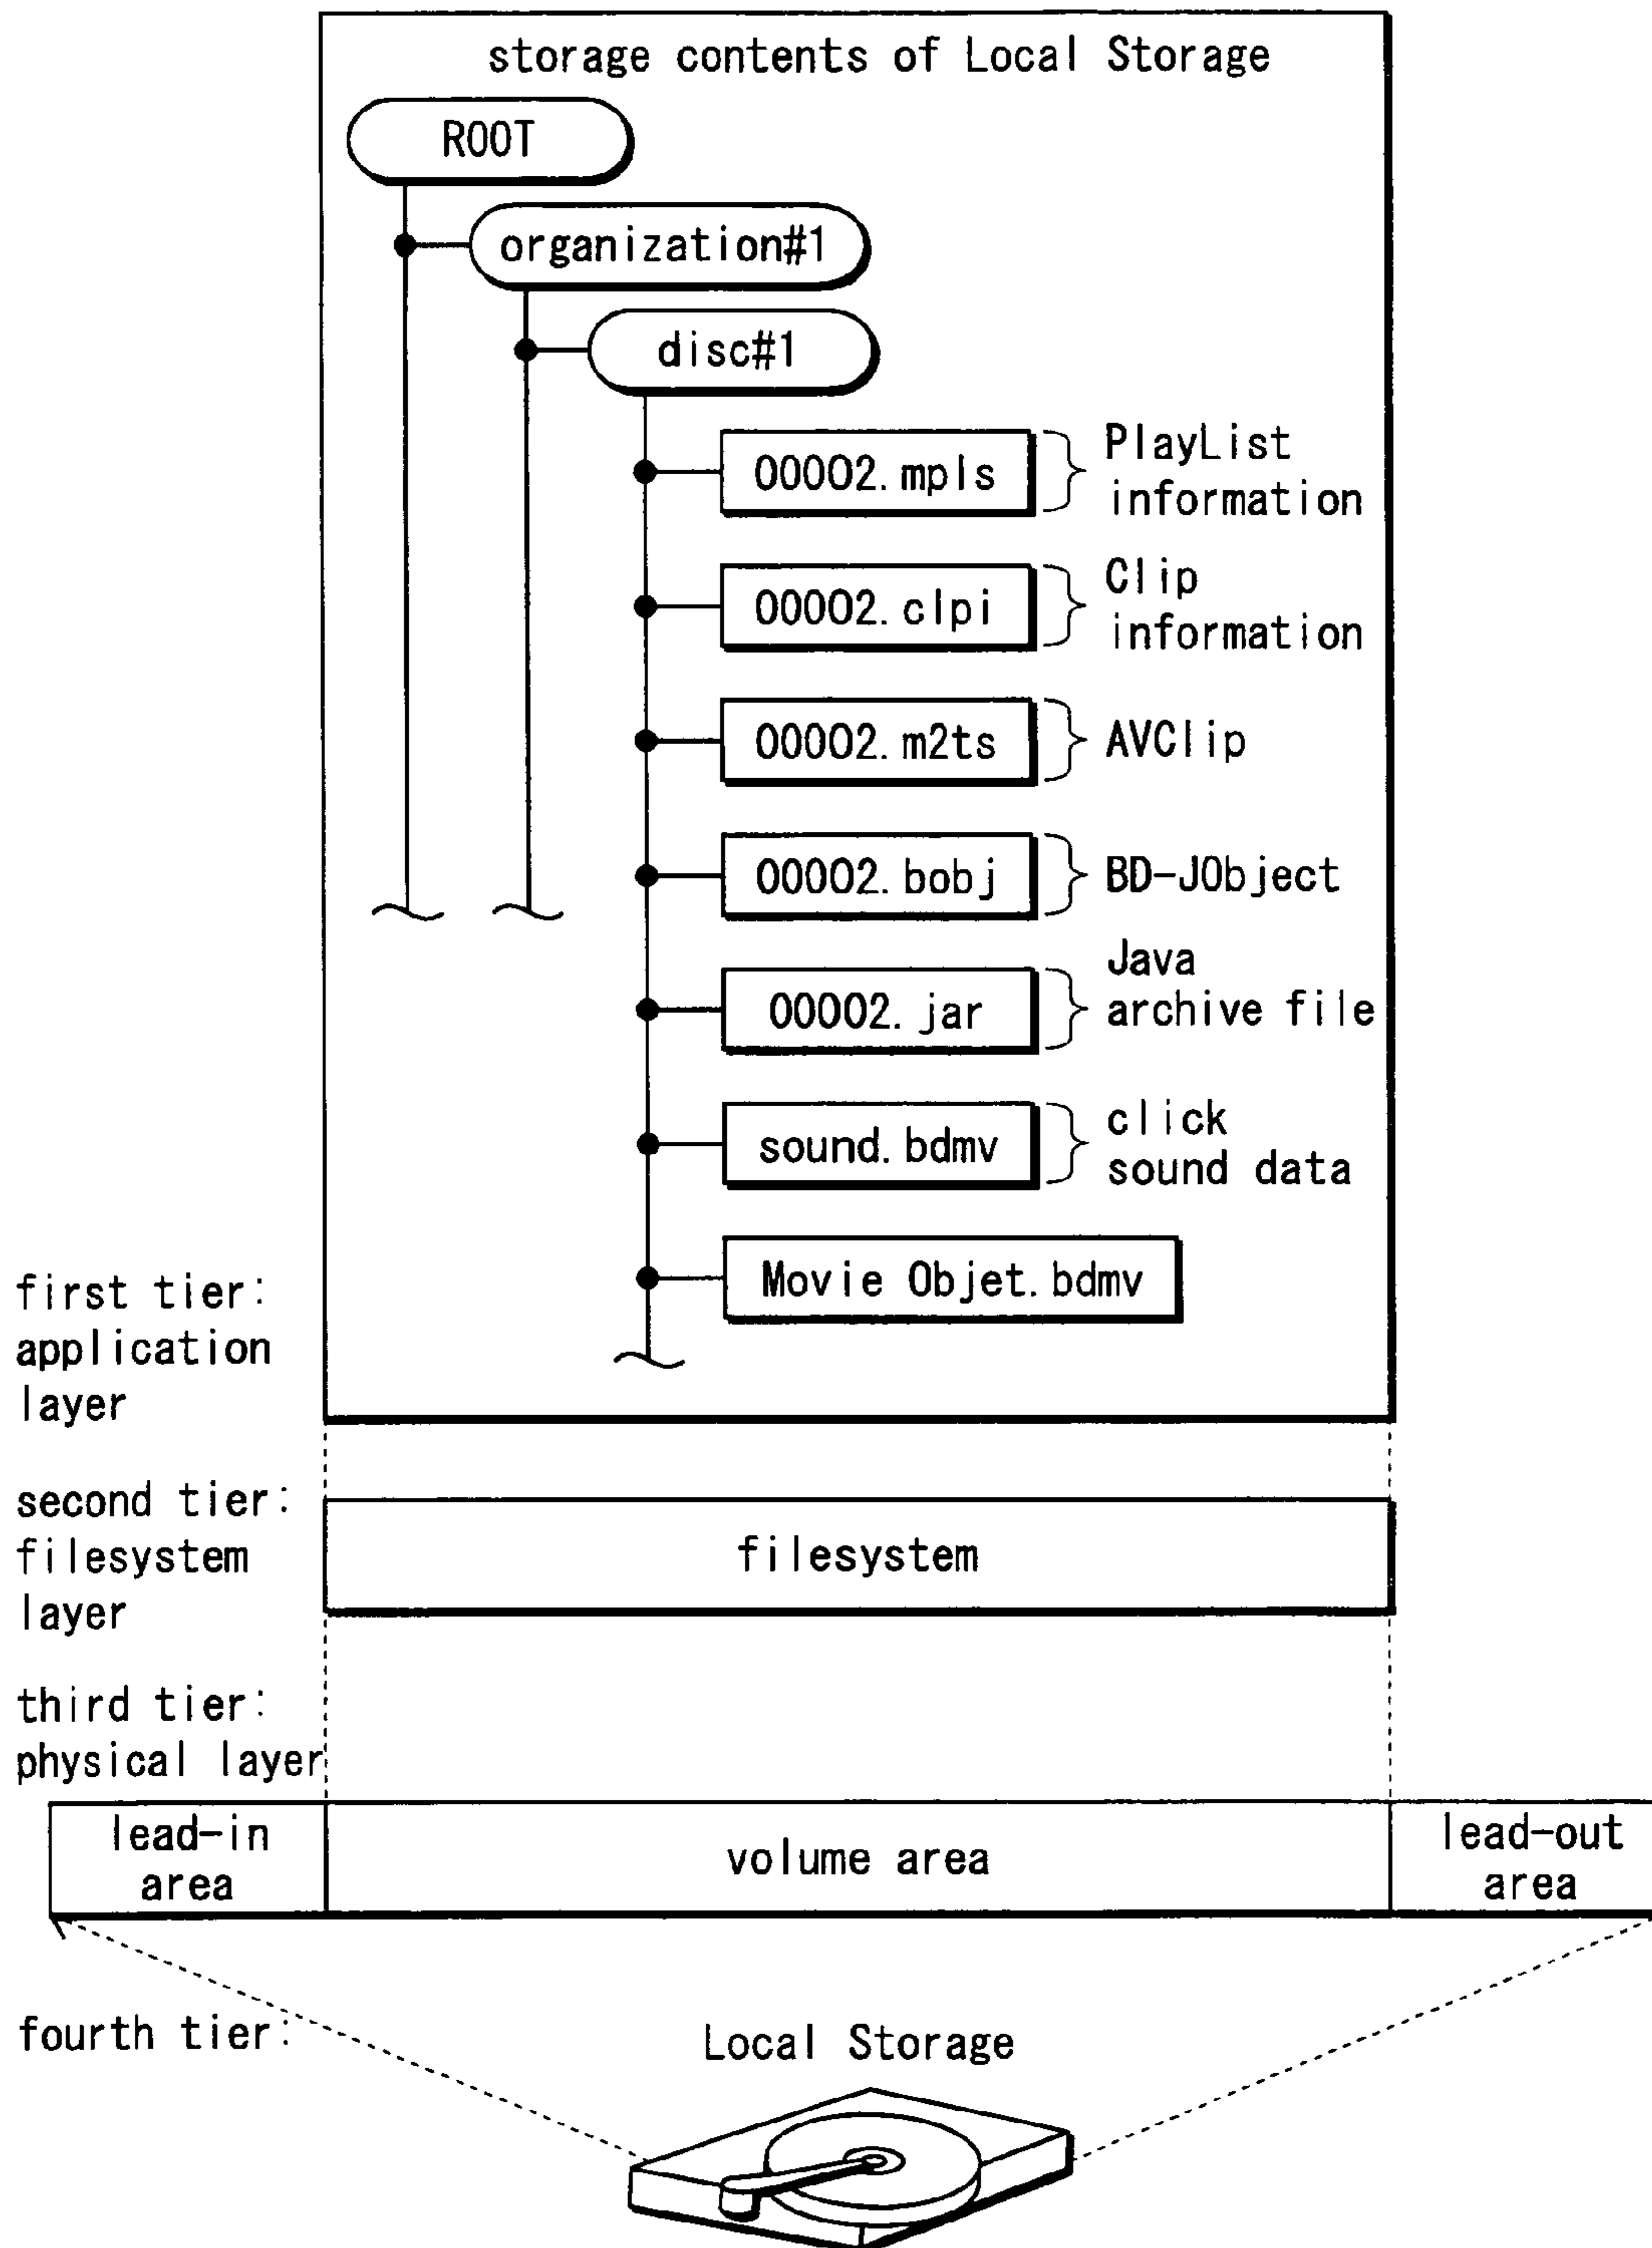 storage contents of Local Storage
ROOT
organization#1
disc#1
00002.mpls
PlayList
information
00002.clpi
Clip
information
00002.m2ts
AVClip
00002.bobj
BD-JObject
00002.jar
Java
archive file
sound.bdmv
click
sound data
Movie Objet.bdmv
first tier:
application
layer
second tier:
filesystem
layer
filesystem
third tier:
physical layer
lead-in
area
volume area
lead-out
area
fourth tier:
Local Storage